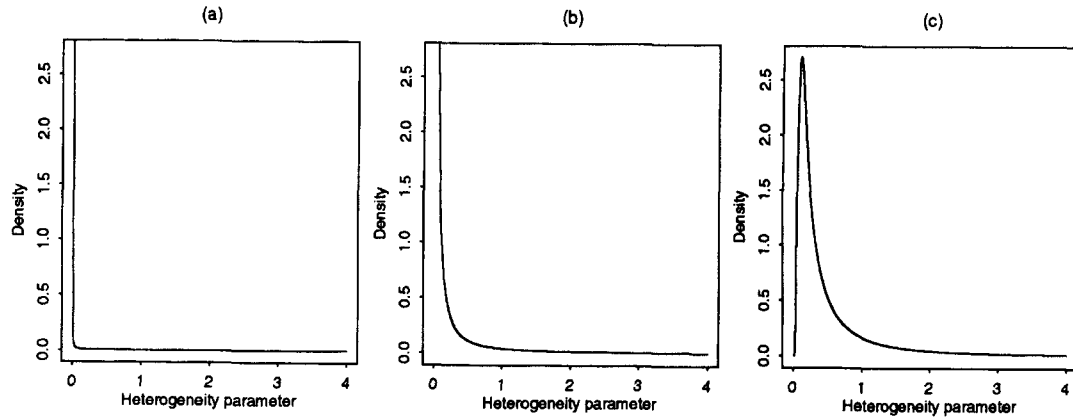 (a)
Density
0.0 0.5 1.0 1.5 2.0 2.5
0 1 2 3 4
Heterogeneity parameter
(b)
Density
0.0 0.5 1.0 1.5 2.0 2.5
0 1 2 3 4
Heterogeneity parameter
(c)
Density
0.0 0.5 1.0 1.5 2.0 2.5
0 1 2 3 4
Heterogeneity parameter